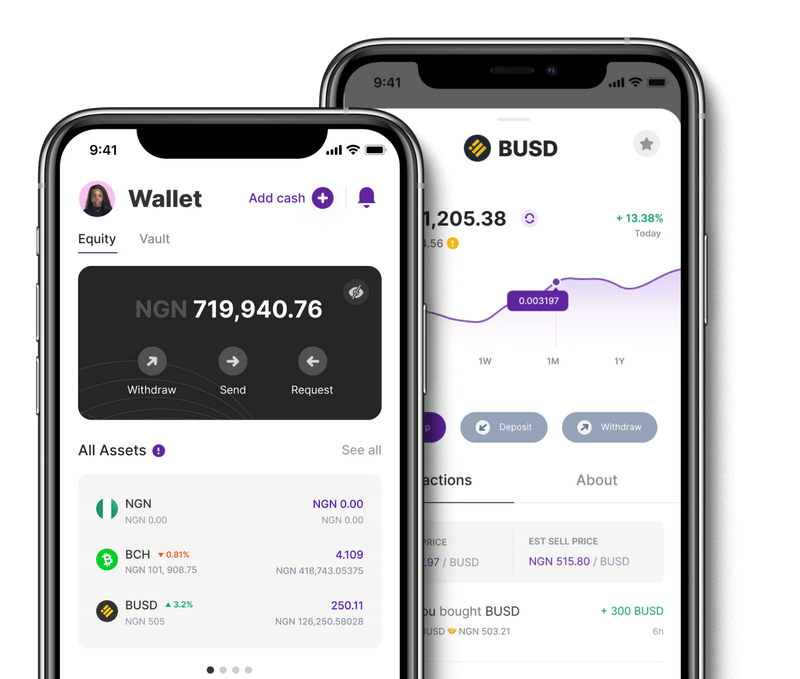 9:41
Wallet
Add cash
Equity
Vault
NGN 719,940.76
Withdraw
Send
Request
All Assets
See all
NGN
NGN 0.00
NGN 0.00
NGN 0.00
BCH
0.81%
4.109
NGN 101, 908.75
NGN 418,743.05375
BUSD
3.2%
250.11
NGN 505
NGN 126,250.58028
9:41
BUSD
1,205.38
+ 13.38%
4.56
Today
0.003197
1W
1M
1Y
p
Deposit
Withdraw
actions
About
PRICE
EST SELL PRICE
.97 / BUSD
NGN 515.80 / BUSD
ou bought BUSD
+ 300 BUSD
BUSD
NGN 503.21
6h